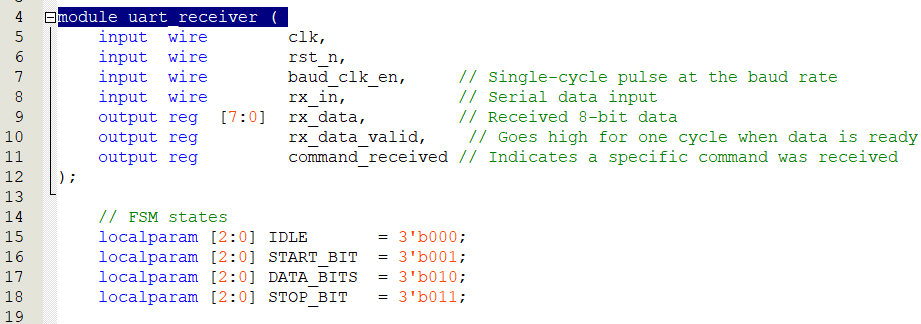 4 module uart_receiver (
5 input wire clk,
6 input wire rst_n,
7 input wire baud_clk_en, // Single-cycle pulse at the baud rate
8 input wire rx_in, // Serial data input
9 output reg [7:0] rx_data, // Received 8-bit data
10 output reg rx_data_valid, // Goes high for one cycle when data is ready
11 output reg command_received // Indicates a specific command was received
12 );
13
14 // FSM states
15 localparam [2:0] IDLE = 3'b000;
16 localparam [2:0] START_BIT = 3'b001;
17 localparam [2:0] DATA_BITS = 3'b010;
18 localparam [2:0] STOP_BIT = 3'b011;
19